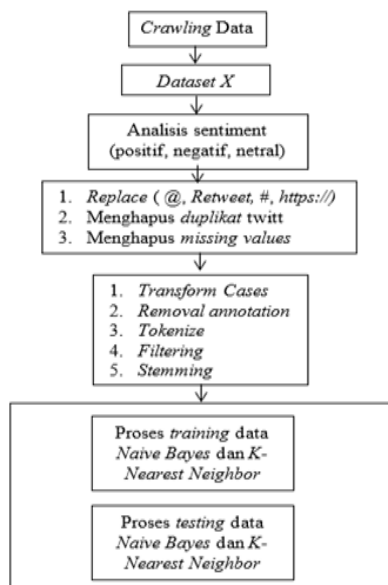 Crawling Data
Dataset X
Analisis sentiment
(positif, negatif, netral)
1. Replace ( @, Retweet, #, https://)
2. Menghapus duplikat twitt
3. Menghapus missing values
1. Transform Cases
2. Removal annotation
3. Tokenize
4. Filtering
5. Stemming
Proses training data
Naive Bayes dan K-
Nearest Neighbor
Proses testing data
Naive Bayes dan K-
Nearest Neighbor